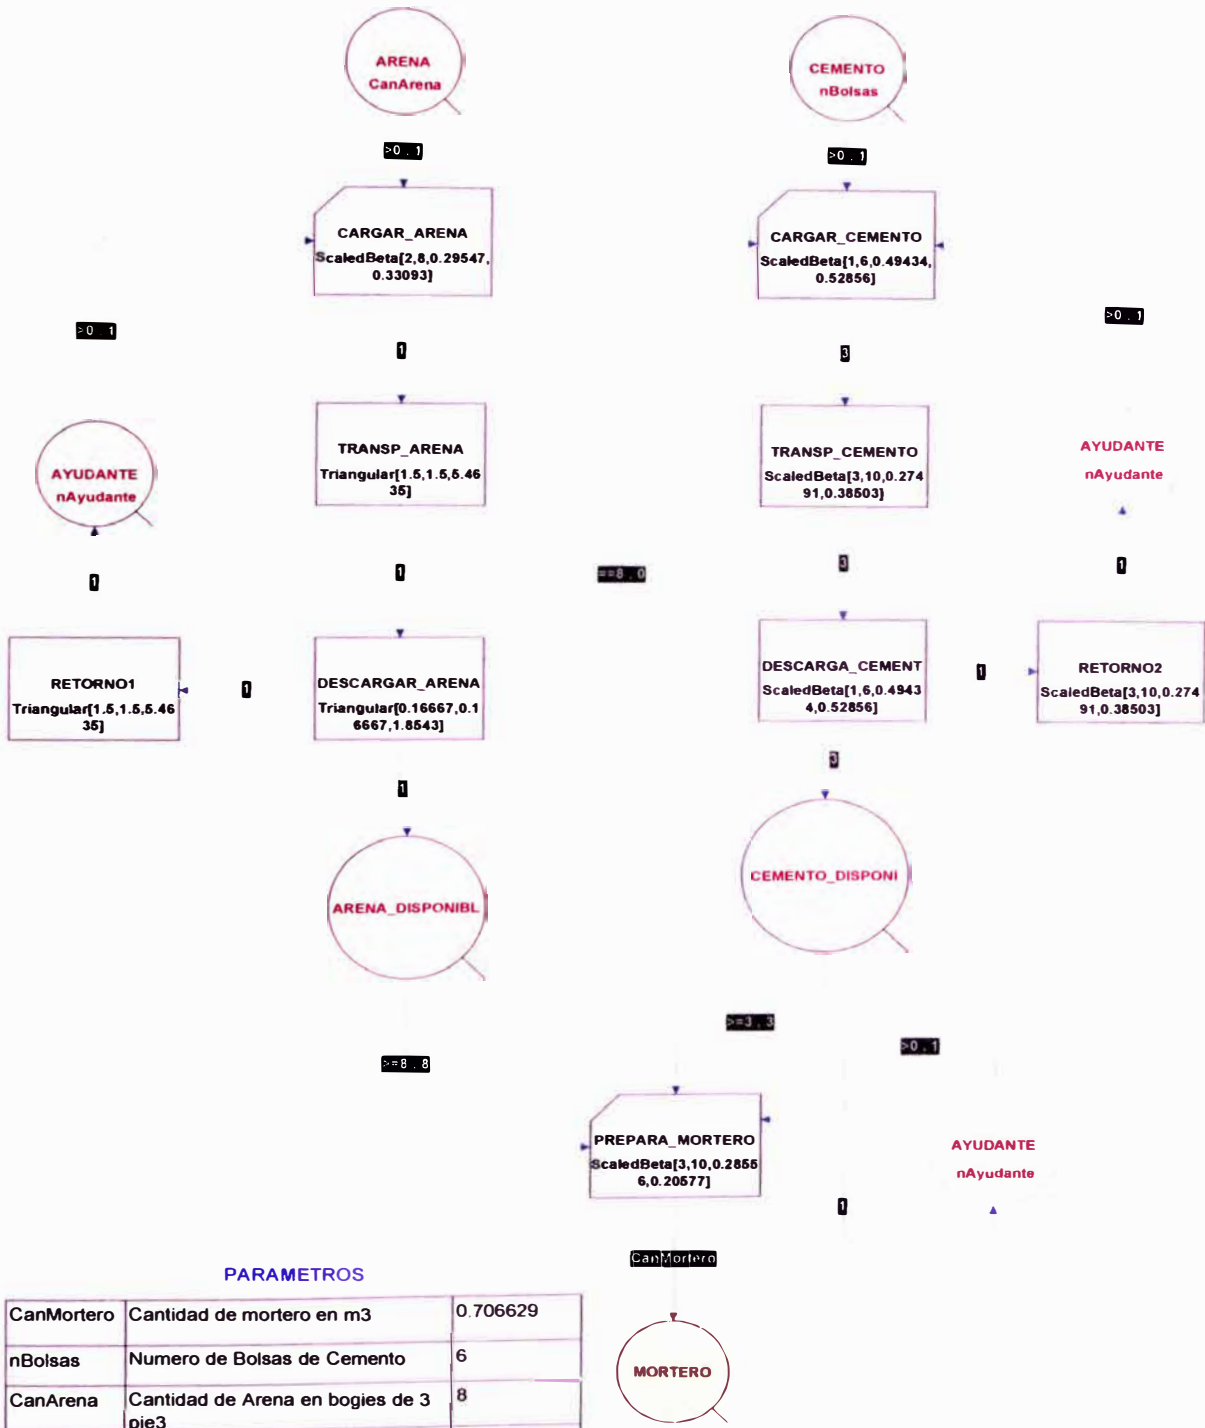 ARENA
CanArena
CEMENTO
nBolsas
>0 . 1
>0 . 1
CARGAR_ARENA
ScaledBeta[2,8,0.29547,
0.33093]
CARGAR_CEMENTO
ScaledBeta[1,6,0.49434,
0.52856]
>0 . 1
>0 . 1
1
3
AYUDANTE
nAyudante
TRANSP_ARENA
Triangular[1.5,1.5,5.46
35]
TRANSP_CEMENTO
ScaledBeta[3,10,0.274
91,0.38503]
AYUDANTE
nAyudante
1
1
==8 . 0
3
1
RETORNO1
Triangular[1.5,1.5,5.46
35]
1
DESCARGAR_ARENA
Triangular[0.16667,0.1
6667,1.8543]
DESCARGA_CEMENT
ScaledBeta[1,6,0.4943
4,0.52856]
1
RETORNO2
ScaledBeta[3,10,0.274
91,0.38503]
1
3
ARENA_DISPONIBL
CEMENTO_DISPONI
>=8 . 8
>=3 . 3
>0 . 1
PREPARA_MORTERO
ScaledBeta[3,10,0.2855
6,0.20577]
AYUDANTE
nAyudante
1
CanMortero
MORTERO
PARAMETROS
CanMortero Cantidad de mortero en m3 0.706629
nBolsas Numero de Bolsas de Cemento 6
CanArena Cantidad de Arena en bogies de 3 8
pie3